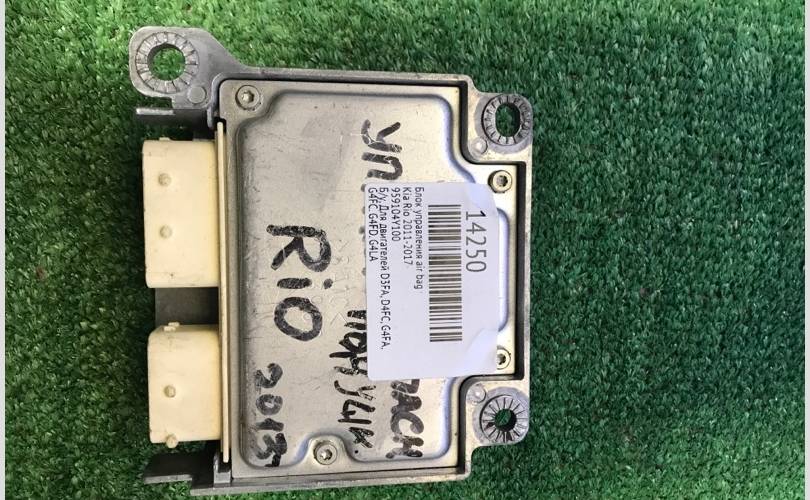 14250
Блок управления air bag
Kia Rio 2011-2017
959104Y100
Б/у. Для двигателей D3FA, D4FC, G4FA,
G4FC, G4FD, G4LA
Rio
2013